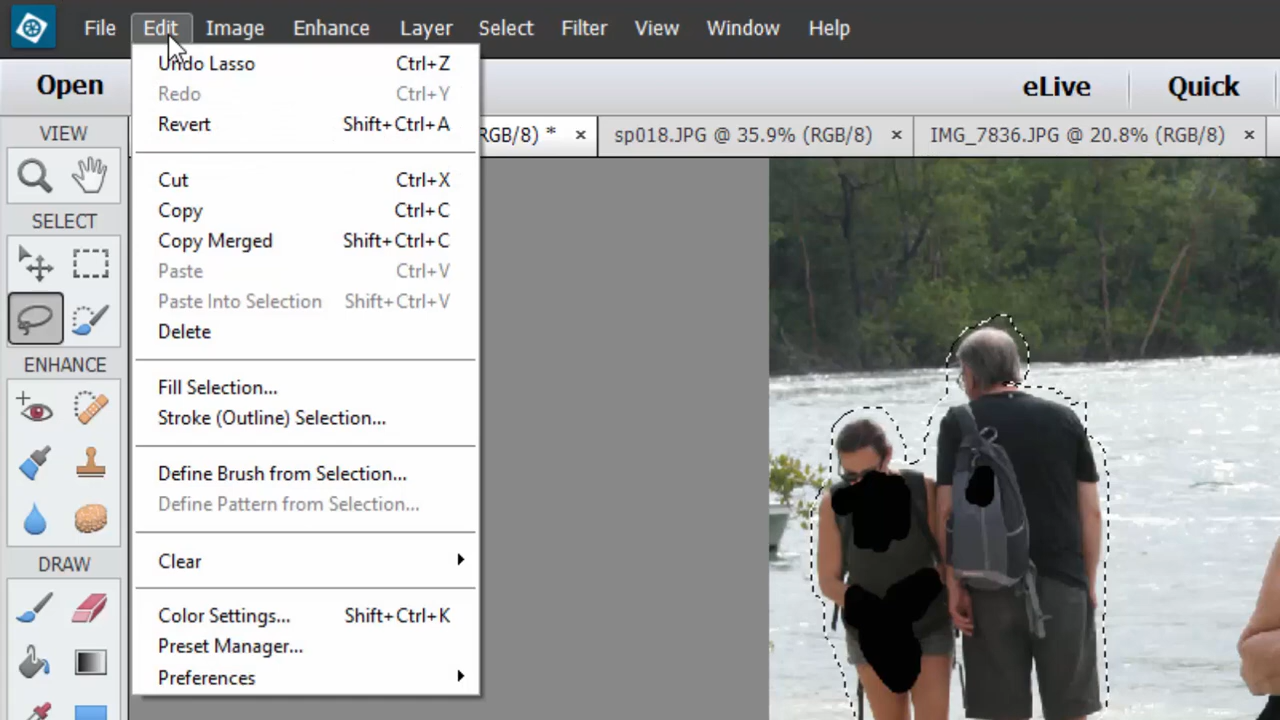 File Edit Image Enhance Layer Select Filter View Window Help
Open eLive Quick
RGB/8) * × sp018.JPG @ 35.9% (RGB/8) × IMG_7836.JPG @ 20.8% (RGB/8) ×
VIEW
SELECT
ENHANCE
DRAW
Undo Lasso Ctrl+Z
Redo Ctrl+Y
Revert Shift+Ctrl+A
Cut Ctrl+X
Copy Ctrl+C
Copy Merged Shift+Ctrl+C
Paste Ctrl+V
Paste Into Selection Shift+Ctrl+V
Delete
Fill Selection...
Stroke (Outline) Selection...
Define Brush from Selection...
Define Pattern from Selection...
Clear
Color Settings... Shift+Ctrl+K
Preset Manager...
Preferences